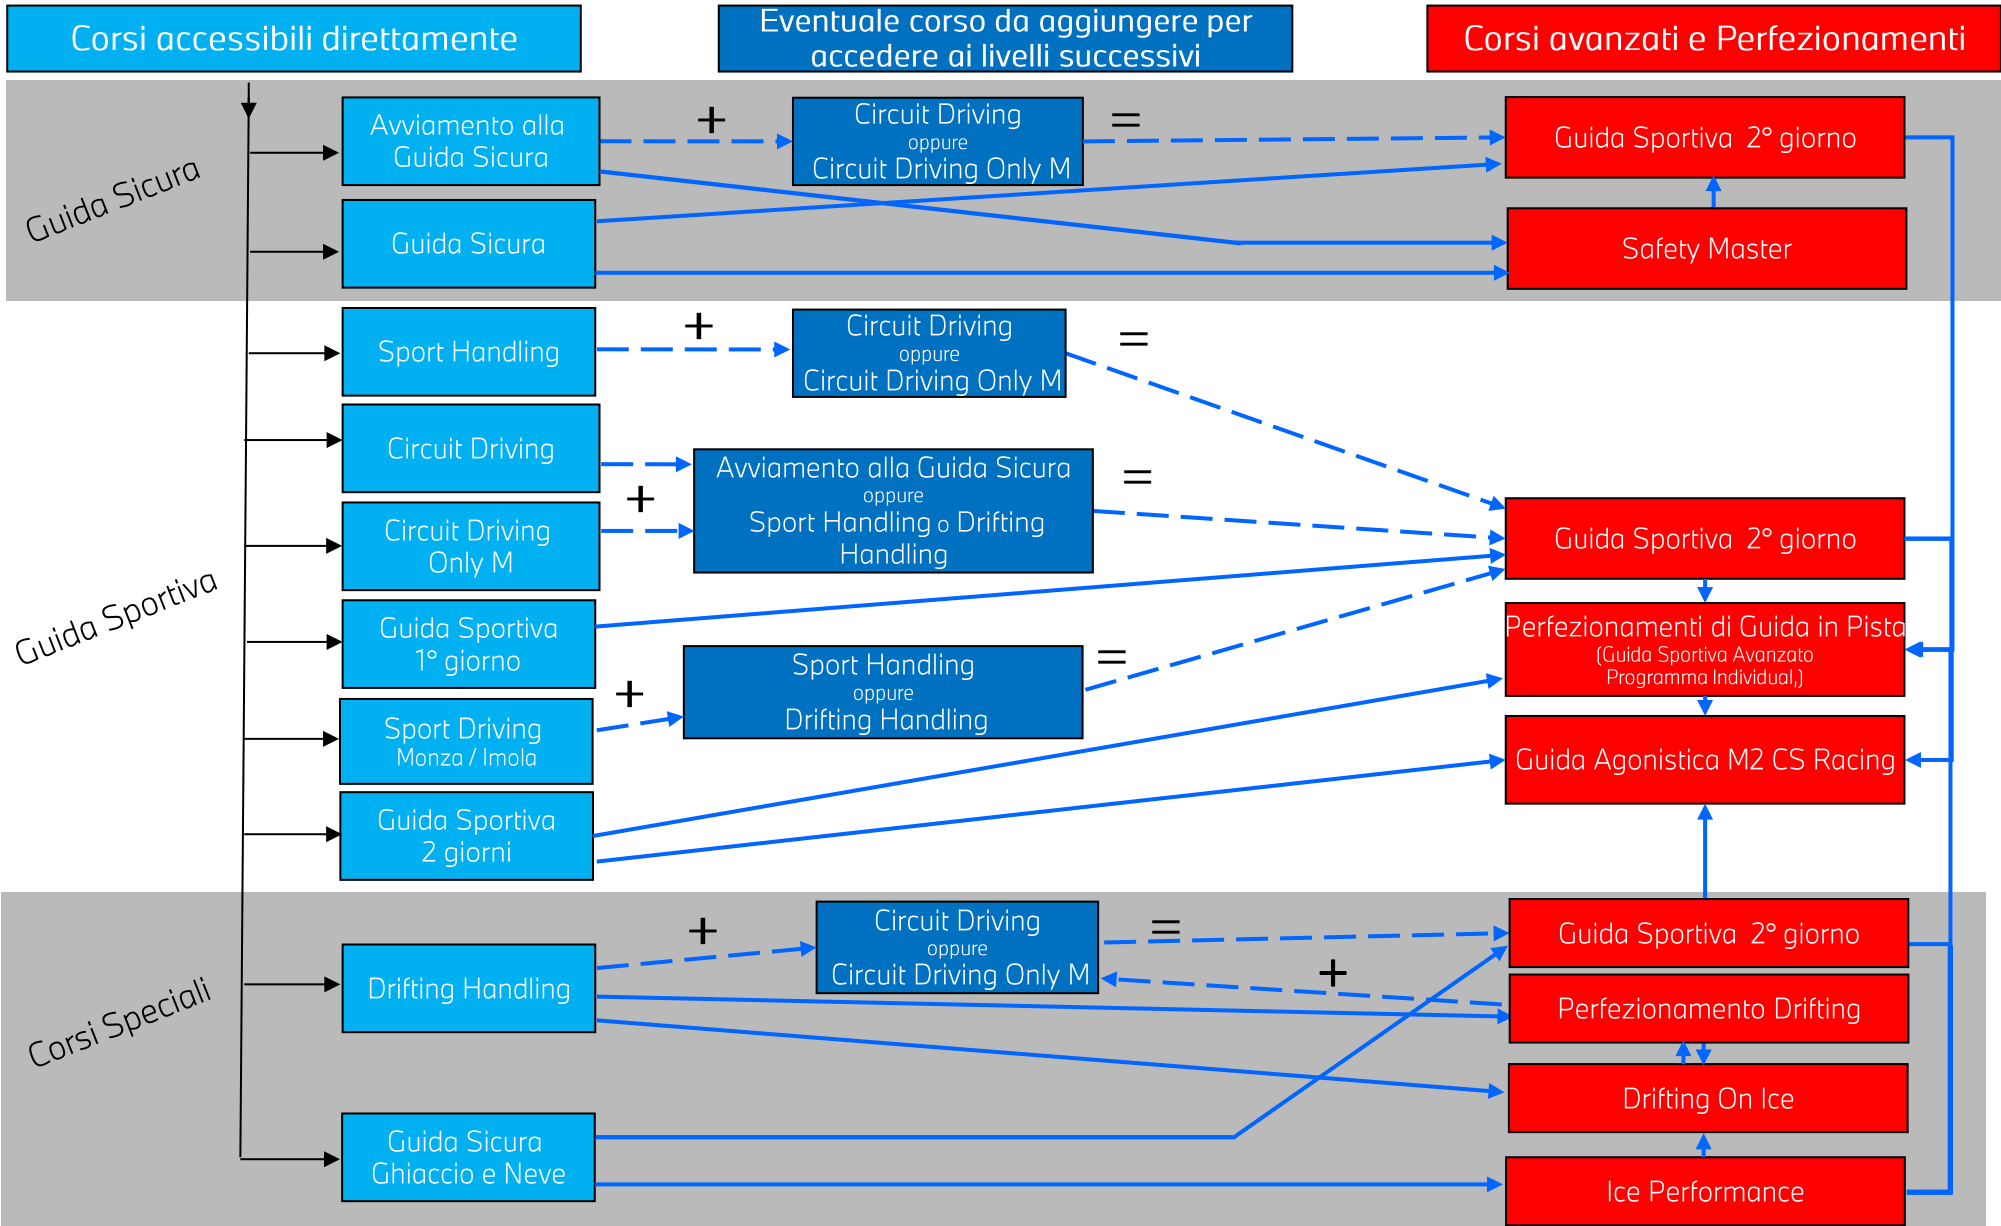 Corsi accessibili direttamente
Eventuale corso da aggiungere per
accedere ai livelli successivi
Corsi avanzati e Perfezionamenti
Guida Sicura
Avviamento alla
Guida Sicura
+
Circuit Driving
oppure
Circuit Driving Only M
=
Guida Sportiva 2° giorno
Guida Sicura
Safety Master
Guida Sportiva
Sport Handling
+
Circuit Driving
oppure
Circuit Driving Only M
=
Circuit Driving
Circuit Driving
Only M
+
Avviamento alla Guida Sicura
oppure
Sport Handling o Drifting
Handling
=
Guida Sportiva 2° giorno
Guida Sportiva
1° giorno
Perfezionamenti di Guida in Pista
(Guida Sportiva Avanzato
Programma Individual,)
Sport Driving
Monza / Imola
+
Sport Handling
oppure
Drifting Handling
=
Guida Agonistica M2 CS Racing
Guida Sportiva
2 giorni
Corsi Speciali
Drifting Handling
+
Circuit Driving
oppure
Circuit Driving Only M
=
+
Guida Sportiva 2° giorno
Perfezionamento Drifting
Drifting On Ice
Guida Sicura
Ghiaccio e Neve
Ice Performance